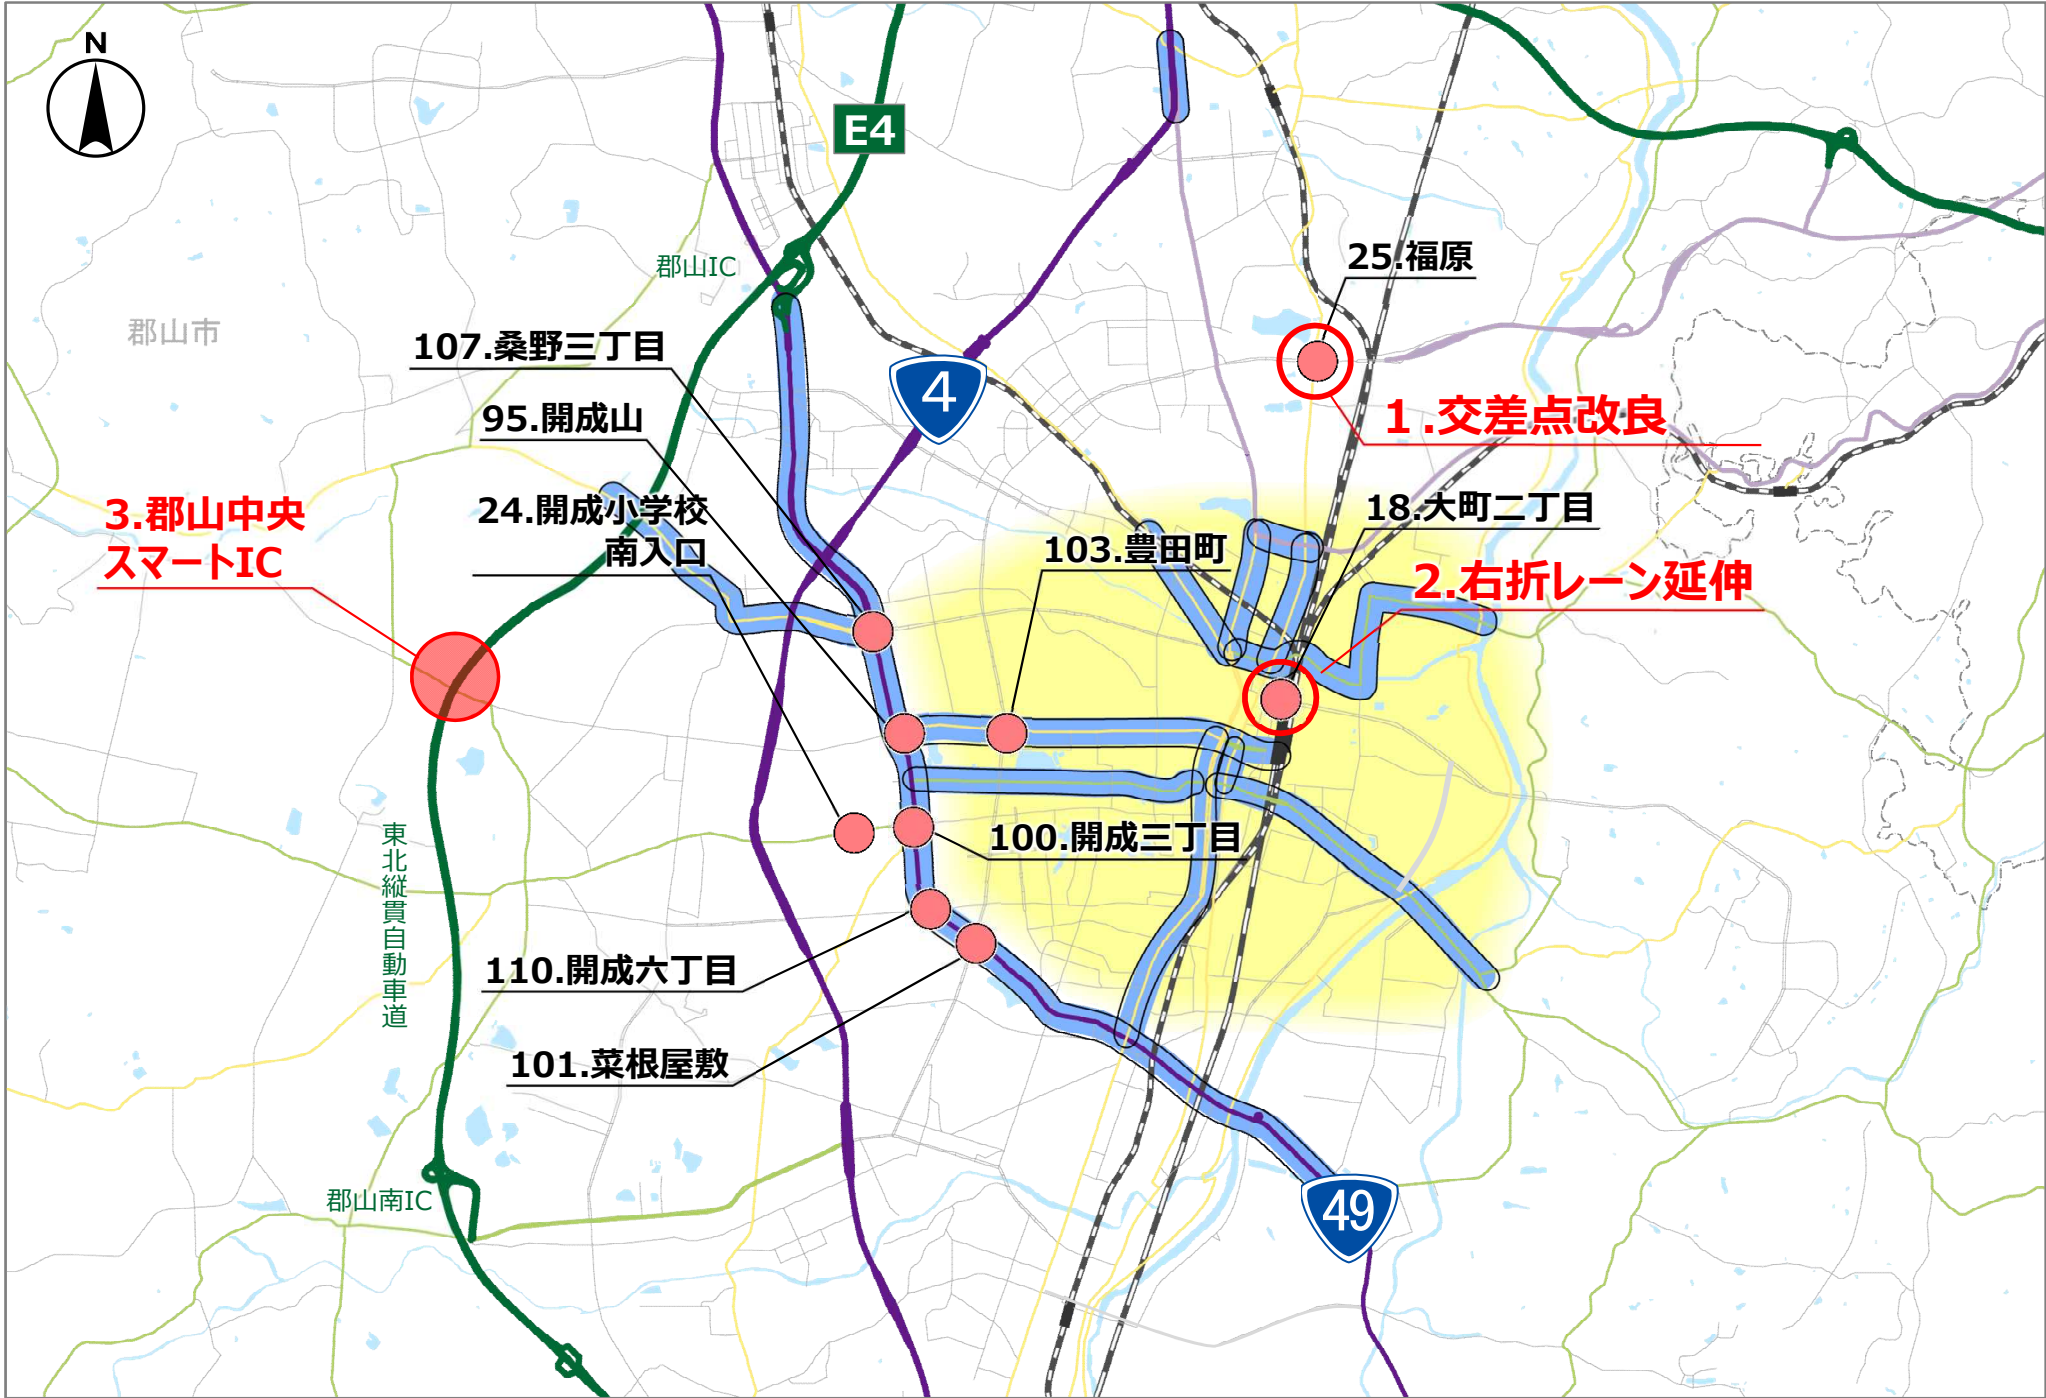 N
E4
郡山IC
25.福原
郡山市
107.桑野三丁目
4
95.開成山
1.交差点改良
24.開成小学校
南入口
18.大町二丁目
3.郡山中央
スマートIC
103.豊田町
2.右折レーン延伸
100.開成三丁目
東北縦貫自動車道
110.開成六丁目
101.菜根屋敷
郡山南IC
49